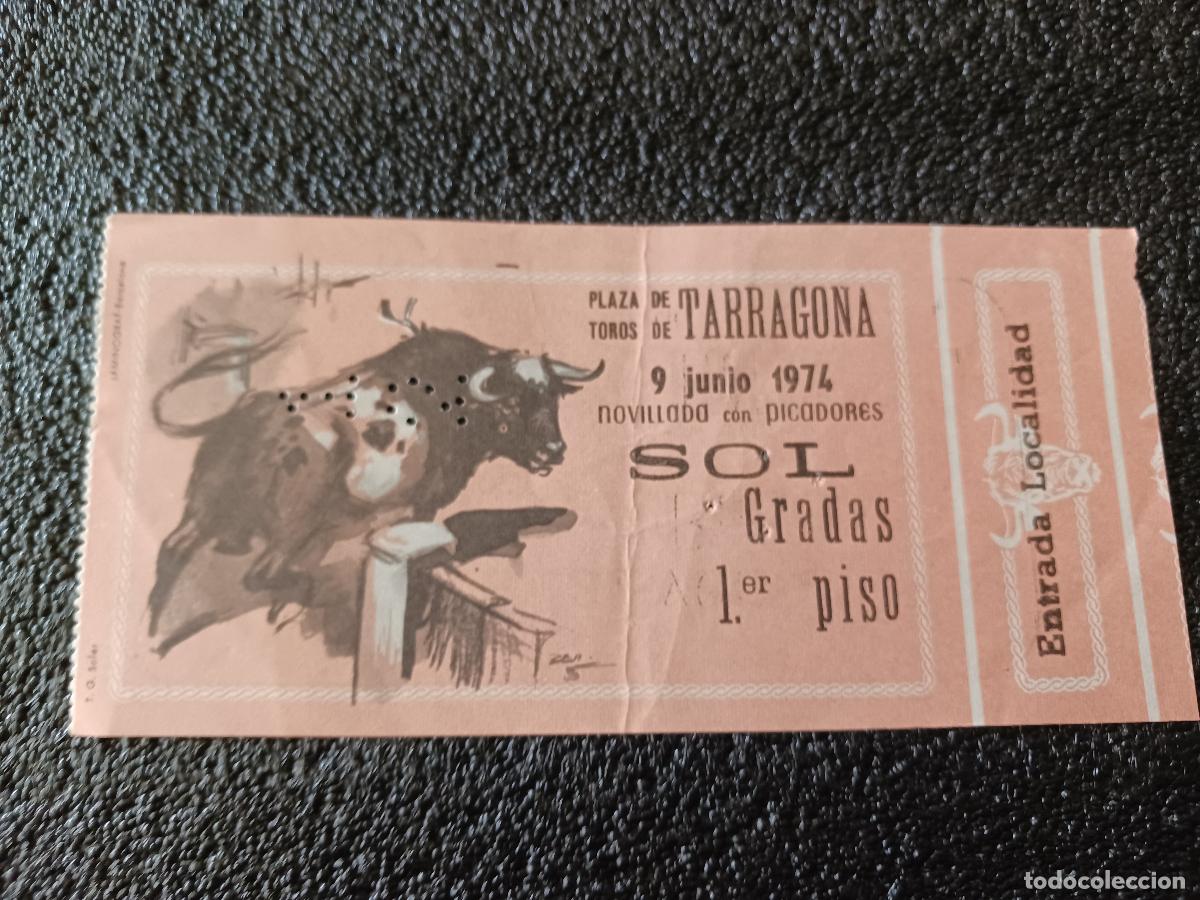 PLAZA DE
TOROS DE TARRAGONA
9 junio 1974
NOVILLADA con PICADORES
SOL
Gradas
1.er piso
Entrada Localidad
T. G. Soler
todocoleccion